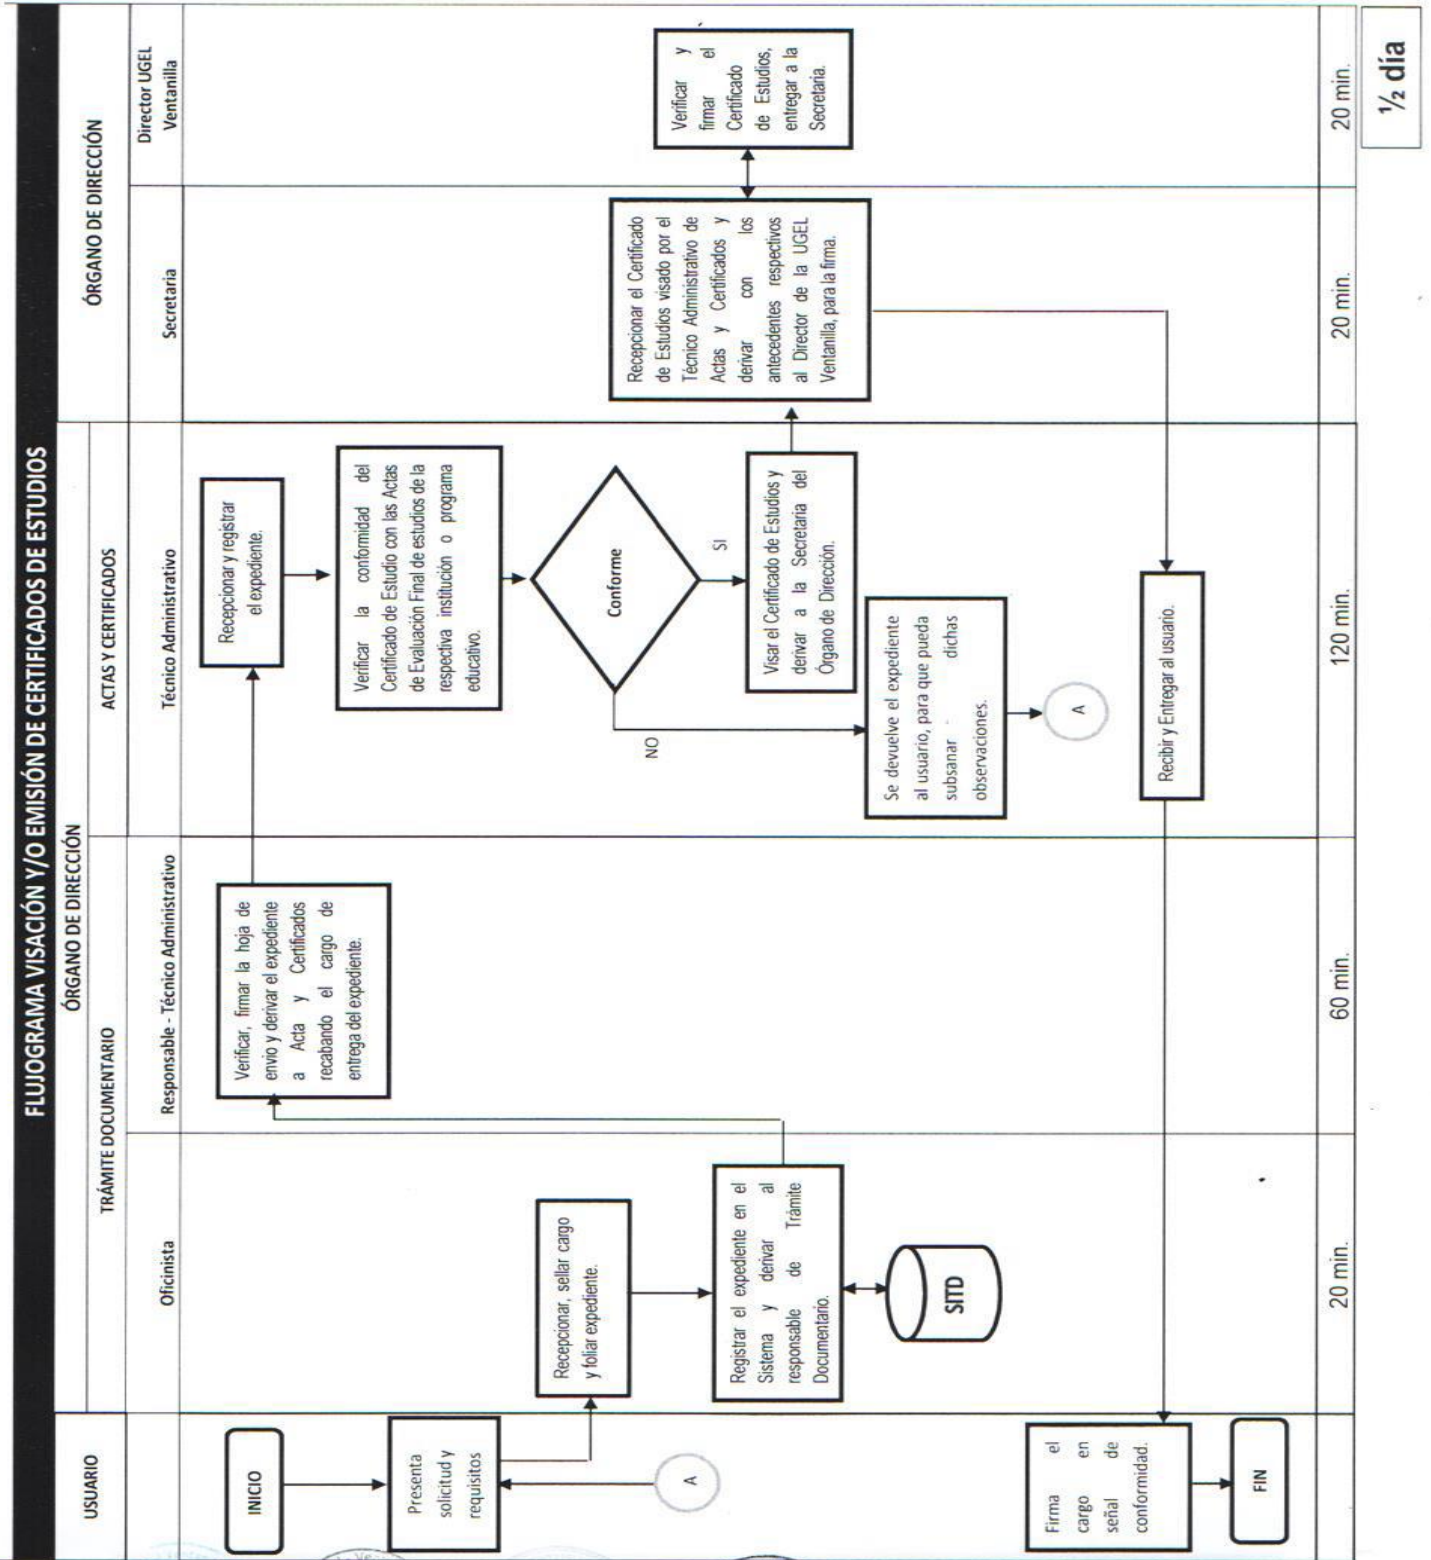 FLUJOGRAMA VISACIÓN Y/O EMISIÓN DE CERTIFICADOS DE ESTUDIOS
USUARIO
ÓRGANO DE DIRECCIÓN
ÓRGANO DE DIRECCIÓN
TRÁMITE DOCUMENTARIO
ACTAS Y CERTIFICADOS
Oficinista
Responsable - Técnico Administrativo
Técnico Administrativo
Secretaria
Director UGEL
Ventanilla
INICIO
Presenta
solicitud y
requisitos
A
Recepcionar, sellar cargo
y foliar expediente.
Registrar el expediente en el
Sistema y derivar al
responsable de Trámite
Documentario.
SITD
Verificar, firmar la hoja de
envio y derivar el expediente
a Acta y Certificados
recabando el cargo de
entrega del expediente.
Recepcionar y registrar
el expediente.
Verificar la conformidad del
Certificado de Estudio con las Actas
de Evaluación Final de estudios de la
respectiva institución o programa
educativo.
Conforme
SI
NO
Visar el Certificado de Estudios y
derivar a la Secretaria del
Órgano de Dirección.
Se devuelve el expediente
al usuario, para que pueda
subsanar dichas
observaciones.
A
Recepcionar el Certificado
de Estudios visado por el
Técnico Administrativo de
Actas y Certificados y
derivar con los
antecedentes respectivos
al Director de la UGEL
Ventanilla, para la firma.
Verificar y
firmar el
Certificado
de Estudios,
entregar a la
Secretaria.
Recibir y Entregar al usuario.
Firma el
cargo en
señal de
conformidad.
FIN
20 min.
60 min.
120 min.
20 min.
20 min.
½ día